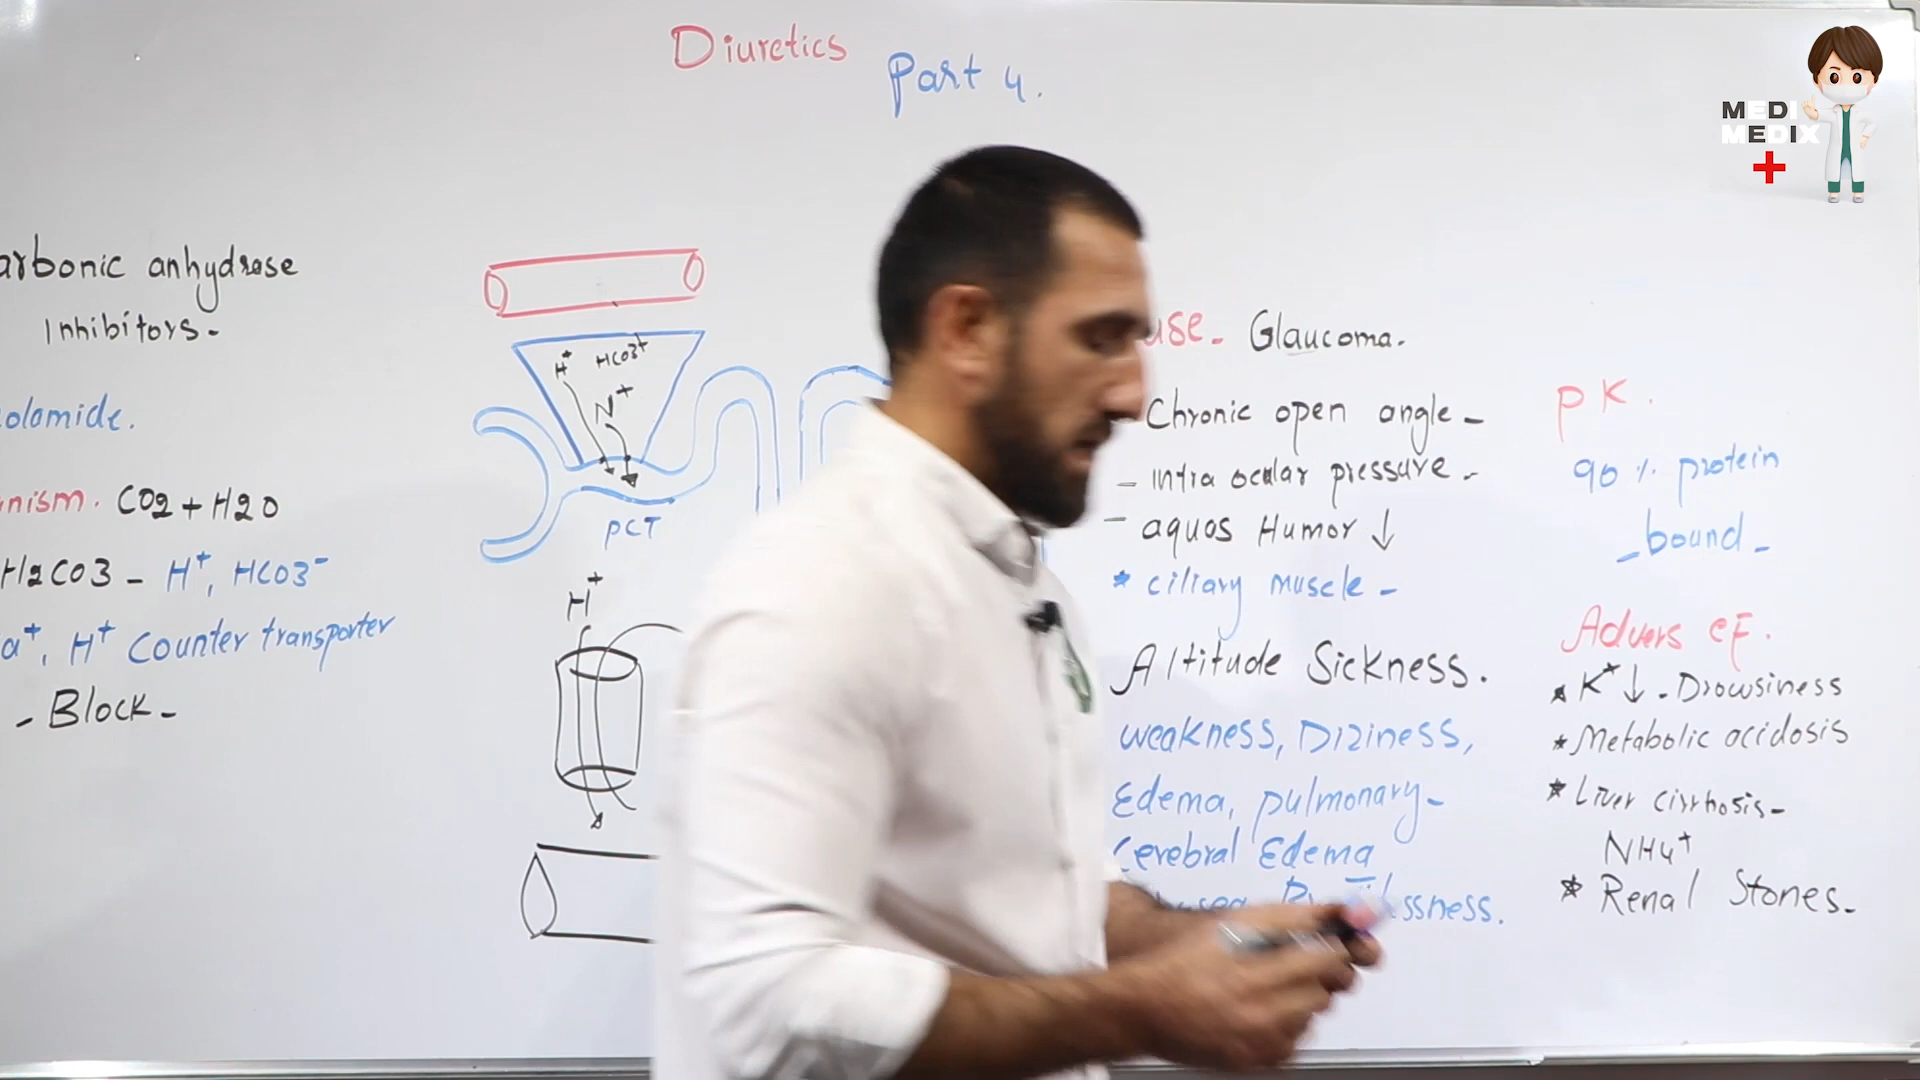 Diuretics
Part 4.
MEDI
MEDIX
arbonic anhydrase
Inhibitors-
olamide.
nism. CO2 + H2O
H2CO3 - H+, HCO3-
a+, H+ Counter transporter
- Block -
H+ HCO3+
N+
PCT
H+
use- Glaucoma.
Chronic open angle -
- intra ocular pressure -
- aquos Humor ↓
* ciliary muscle -
Altitude Sickness.
weakness, Diziness,
Edema, pulmonary-
Cerebral Edema
ssness.
PK.
90 % protein
- bound -
Advers eF.
* K+ ↓ - Drowsiness
* Metabolic acidosis
* Liver cirrhosis -
NH4+
* Renal Stones-